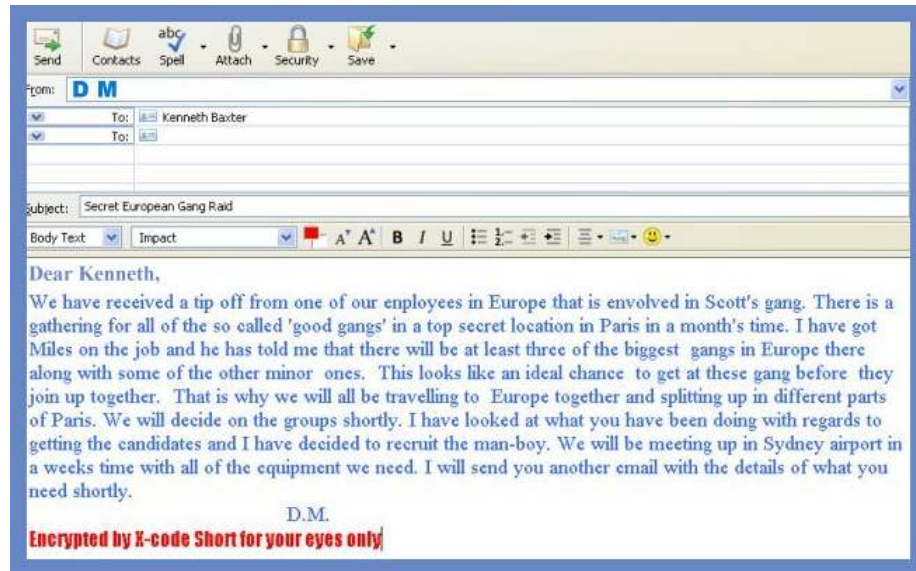 abc
Send Contacts Spell Attach Security Save
From: D M
To: Kenneth Baxter
To:
Subject: Secret European Gang Raid
Body Text Impact A A B I U
Dear Kenneth,
We have received a tip off from one of our enployees in Europe that is envolved in Scott's gang. There is a
gathering for all of the so called 'good gangs' in a top secret location in Paris in a month's time. I have got
Miles on the job and he has told me that there will be at least three of the biggest gangs in Europe there
along with some of the other minor ones. This looks like an ideal chance to get at these gang before they
join up together. That is why we will all be travelling to Europe together and splitting up in different parts
of Paris. We will decide on the groups shortly. I have looked at what you have been doing with regards to
getting the candidates and I have decided to recruit the man-boy. We will be meeting up in Sydney airport in
a weeks time with all of the equipment we need. I will send you another email with the details of what you
need shortly.
D.M.
Encrypted by X-code Short for your eyes only